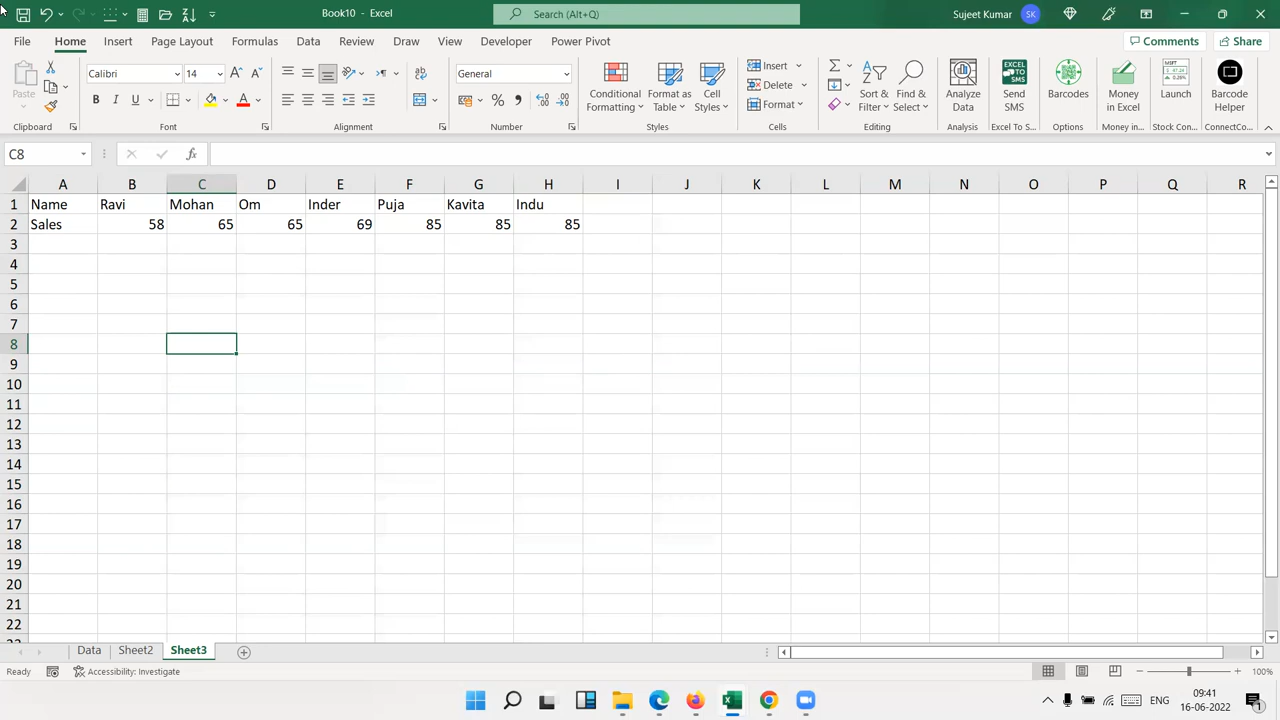 Book10 - Excel
Search (Alt+Q)
Sujeet Kumar
SK
File Home Insert Page Layout Formulas Data Review View Draw Developer Power Pivot
Comments Share
Paste
Calibri 14
B I U
General
Conditional Formatting
Format as Table
Cell Styles
Insert
Delete
Format
Sort & Filter
Find & Select
Analyze Data
Send SMS
Barcodes
Money in Excel
Launch
Barcode Helper
Clipboard Font Alignment Number Styles Cells Editing Analysis Excel To S... Options Money in... Stock Con... ConnectCo...
C8
fx
A B C D E F G H I J K L M N O P Q R
1 Name Ravi Mohan Om Inder Puja Kavita Indu
2 Sales 58 65 65 69 85 85 85
3
4
5
6
7
8
9
10
11
12
13
14
15
16
17
18
19
20
21
22
Data Sheet2 Sheet3
Ready Accessibility: Investigate 100%
ENG
09:41
16-06-2022